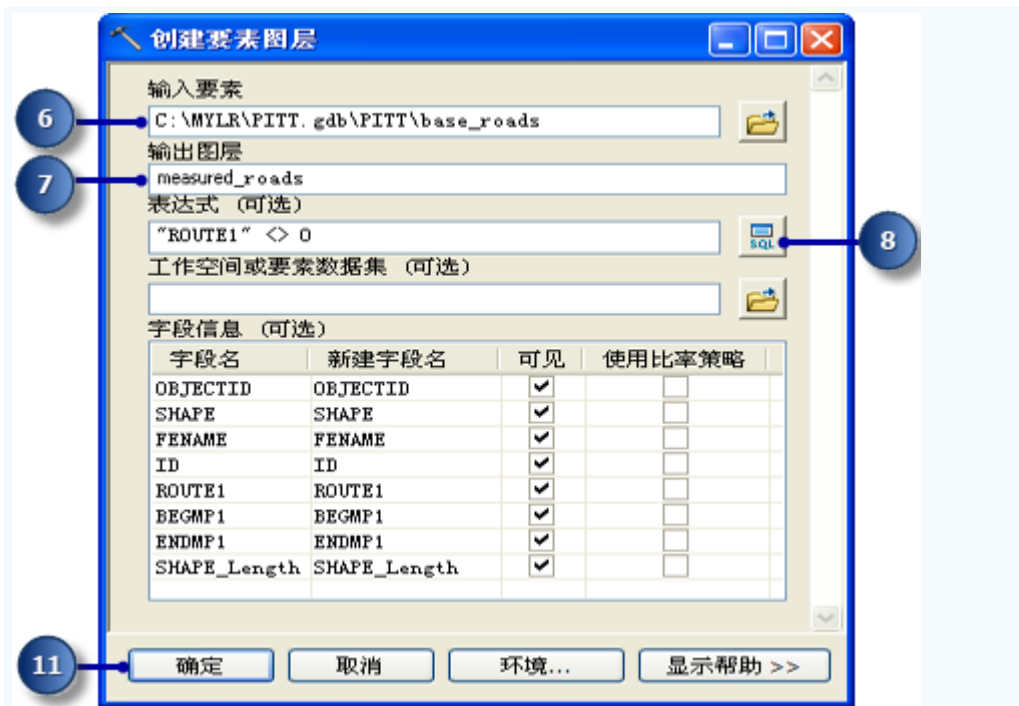 创建要素图层
输入要素
6
C:\MYLR\PITT.gdb\PITT\base_roads
输出图层
7
measured_roads
表达式 (可选)
"ROUTE1" <> 0
SQL
8
工作空间或要素数据集 (可选)
字段信息 (可选)
字段名 新建字段名 可见 使用比率策略
OBJECTID OBJECTID
SHAPE SHAPE
FENAME FENAME
ID ID
ROUTE1 ROUTE1
BEGMP1 BEGMP1
ENDMP1 ENDMP1
SHAPE_Length SHAPE_Length
11
确定 取消 环境... 显示帮助 >>